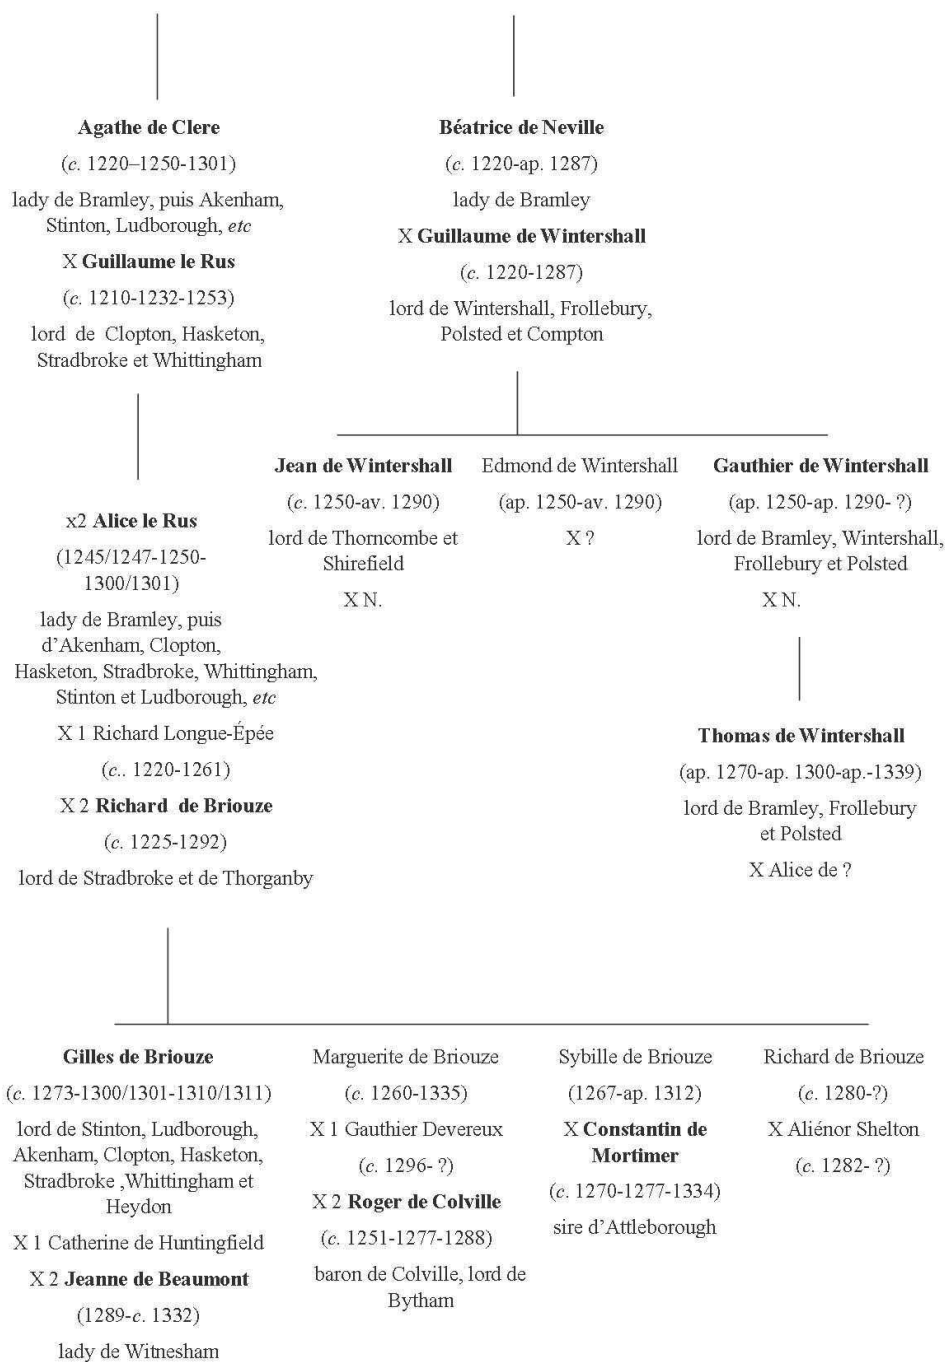 Agathe de Clere
(c. 1220–1250-1301)
lady de Bramley, puis Akenham,
Stinton, Ludborough, etc
X Guillaume le Rus
(c. 1210-1232-1253)
lord de Clopton, Hasketon,
Stradbroke et Whittingham
Béatrice de Neville
(c. 1220-ap. 1287)
lady de Bramley
X Guillaume de Wintershall
(c. 1220-1287)
lord de Wintershall, Frollebury,
Polsted et Compton
Jean de Wintershall
(c. 1250-av. 1290)
lord de Thorncombe et
Shirefield
X N.
Edmond de Wintershall
(ap. 1250-av. 1290)
X ?
Gauthier de Wintershall
(ap. 1250-ap. 1290- ?)
lord de Bramley, Wintershall,
Frollebury et Polsted
X N.
x2 Alice le Rus
(1245/1247-1250-
1300/1301)
lady de Bramley, puis
d’Akenham, Clopton,
Hasketon, Stradbroke, Whittingham,
Stinton et Ludborough, etc
X 1 Richard Longue-Épée
(c.. 1220-1261)
X 2 Richard de Briouze
(c. 1225-1292)
lord de Stradbroke et de Thorganby
Thomas de Wintershall
(ap. 1270-ap. 1300-ap.-1339)
lord de Bramley, Frollebury
et Polsted
X Alice de ?
Gilles de Briouze
(c. 1273-1300/1301-1310/1311)
lord de Stinton, Ludborough,
Akenham, Clopton, Hasketon,
Stradbroke ,Whittingham et
Heydon
X 1 Catherine de Huntingfield
X 2 Jeanne de Beaumont
(1289-c. 1332)
lady de Witnesham
Marguerite de Briouze
(c. 1260-1335)
X 1 Gauthier Devereux
(c. 1296- ?)
X 2 Roger de Colville
(c. 1251-1277-1288)
baron de Colville, lord de
Bytham
Sybille de Briouze
(1267-ap. 1312)
X Constantin de
Mortimer
(c. 1270-1277-1334)
sire d’Attleborough
Richard de Briouze
(c. 1280-?)
X Aliénor Shelton
(c. 1282- ?)